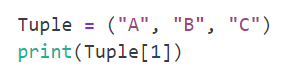 Tuple = ("A", "B", "C")
print(Tuple[1])